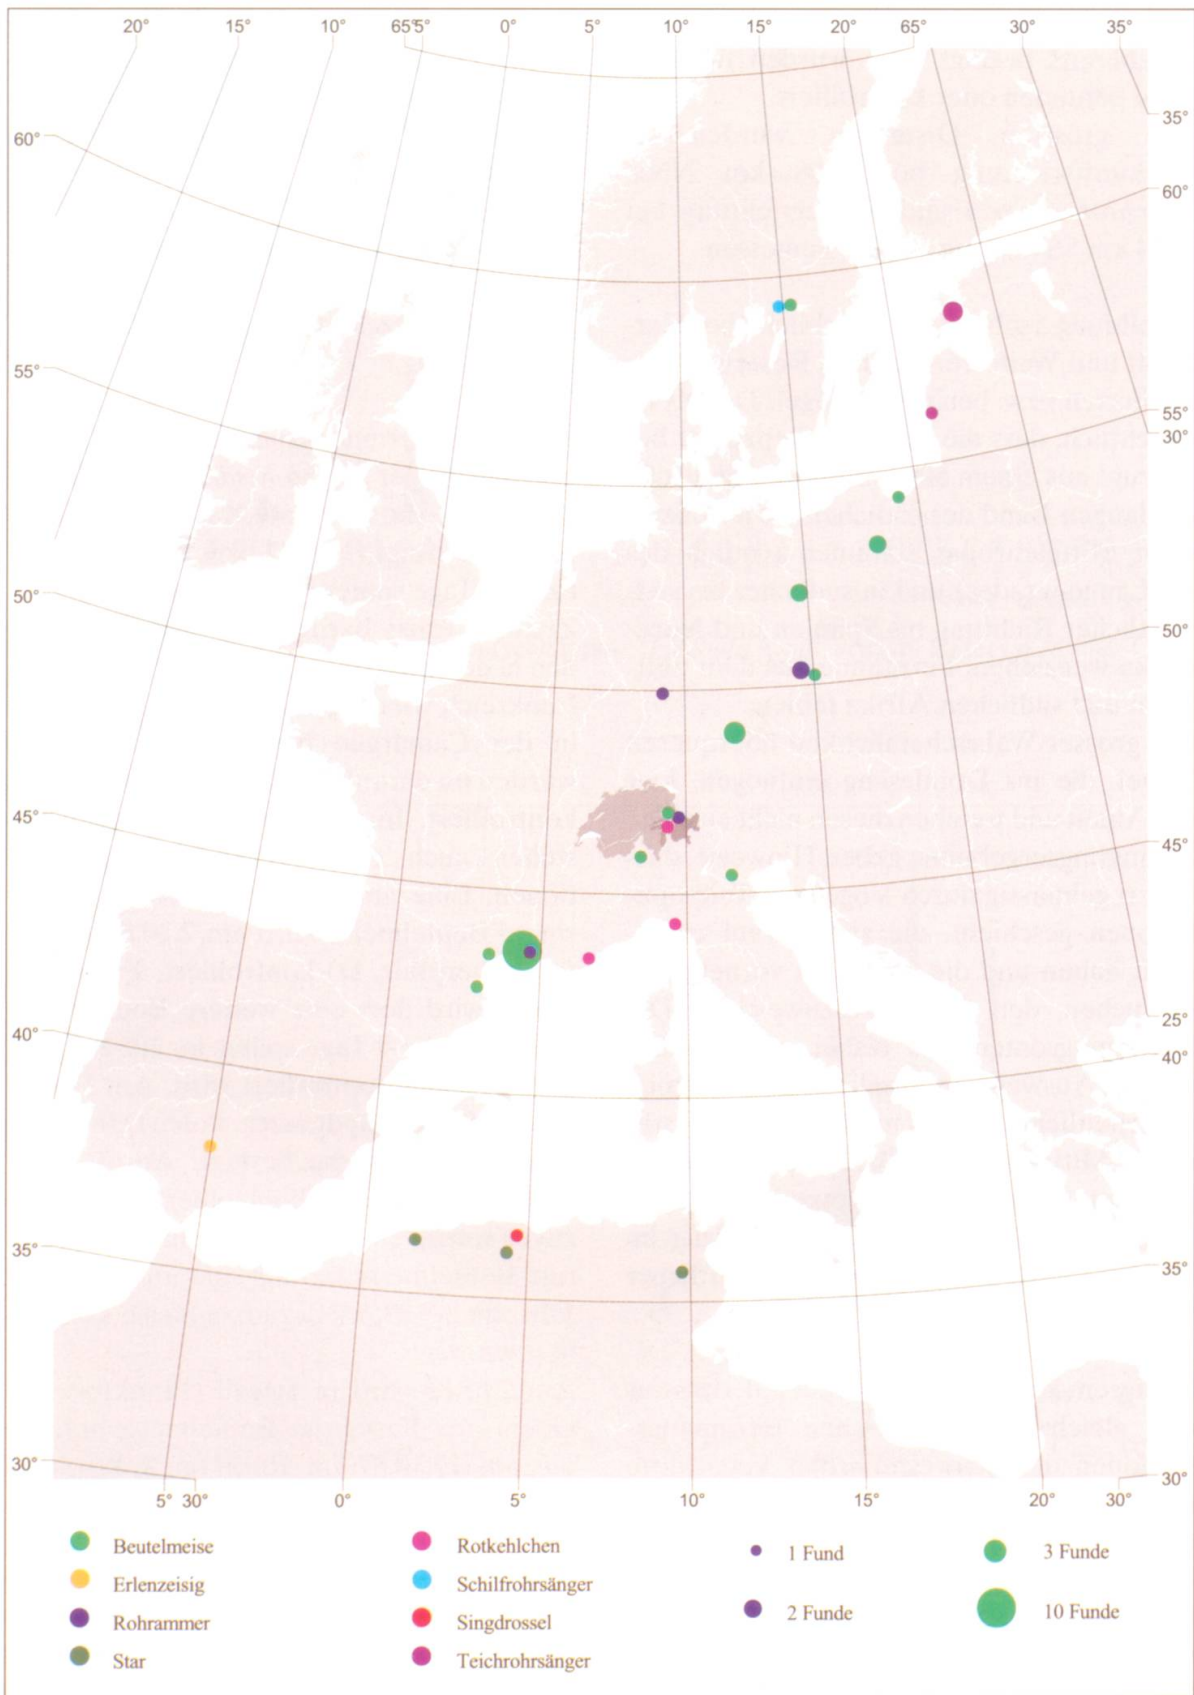 20° 15° 10° 65° 5° 0° 5° 10° 15° 20° 65° 30° 35°
35°
60°
60°
55°
55°
30°
50°
50°
45°
45°
25°
40°
40°
35°
35°
30°
30°
5° 30° 0° 5° 10° 15° 20° 30°
Beutelmeise
Erlenzeisig
Rohrammer
Star
Rotkehlchen
Schilfrohrsänger
Singdrossel
Teichrohrsänger
1 Fund
2 Funde
3 Funde
10 Funde